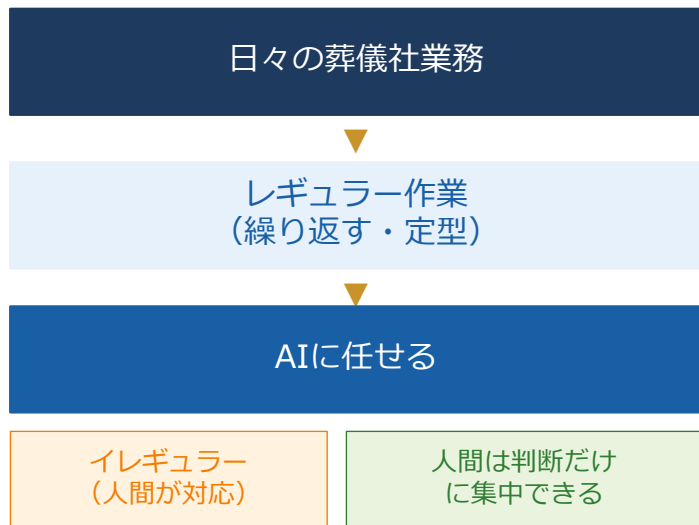 日々の葬儀社業務
レギュラー作業
（繰り返す・定型）
AIに任せる
イレギュラー
（人間が対応）
人間は判断だけ
に集中できる